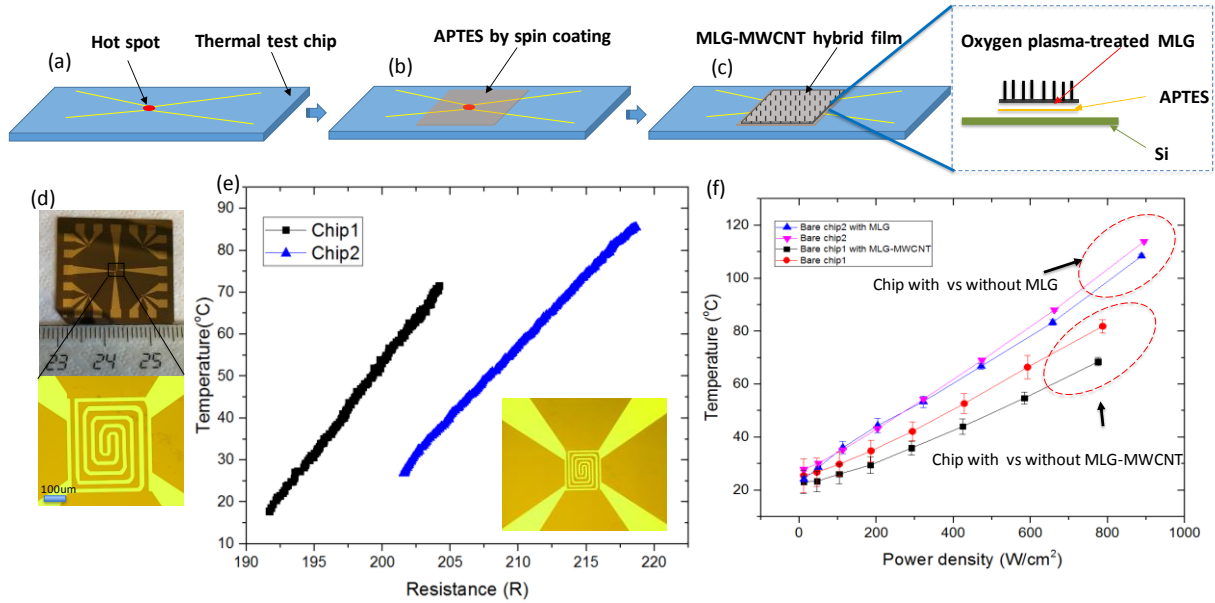 (a)
Hot spot
Thermal test chip
(b)
APTES by spin coating
(c)
MLG-MWCNT hybrid film
Oxygen plasma-treated MLG
APTES
Si
(d)
23 24 25
100um
(e)
Chip1
Chip2
Temperature(°C)
90
80
70
60
50
40
30
20
10
190 195 200 205 210 215 220
Resistance (R)
(f)
Bare chip2 with MLG
Bare chip2
Bare chip1 with MLG-MWCNT
Bare chip1
Chip with vs without MLG
Chip with vs without MLG-MWCNT
Temperature (°C)
120
100
80
60
40
20
0 200 400 600 800 1000
Power density (W/cm²)